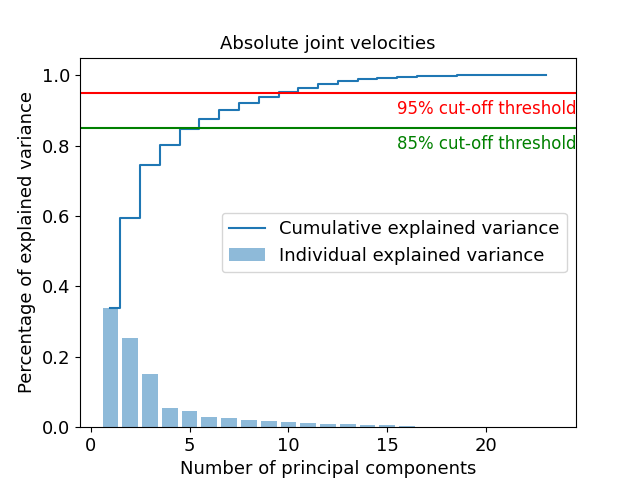 Absolute joint velocities
Percentage of explained variance
1.0
0.8
0.6
0.4
0.2
0.0
95% cut-off threshold
85% cut-off threshold
Cumulative explained variance
Individual explained variance
0
5
10
15
20
Number of principal components